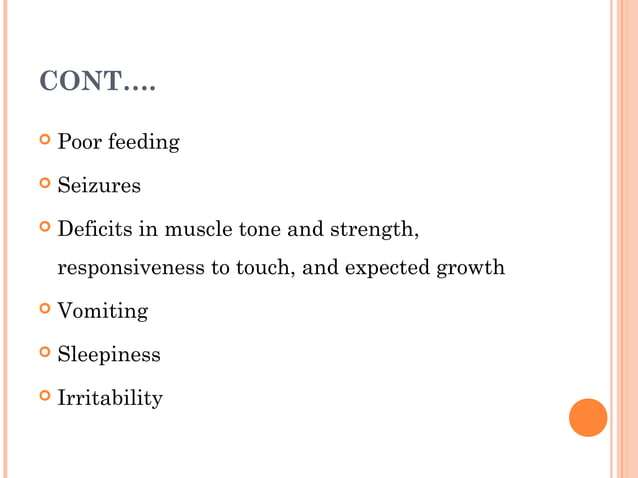 CONT….
Poor feeding
Seizures
Deficits in muscle tone and strength,
responsiveness to touch, and expected growth
Vomiting
Sleepiness
Irritability